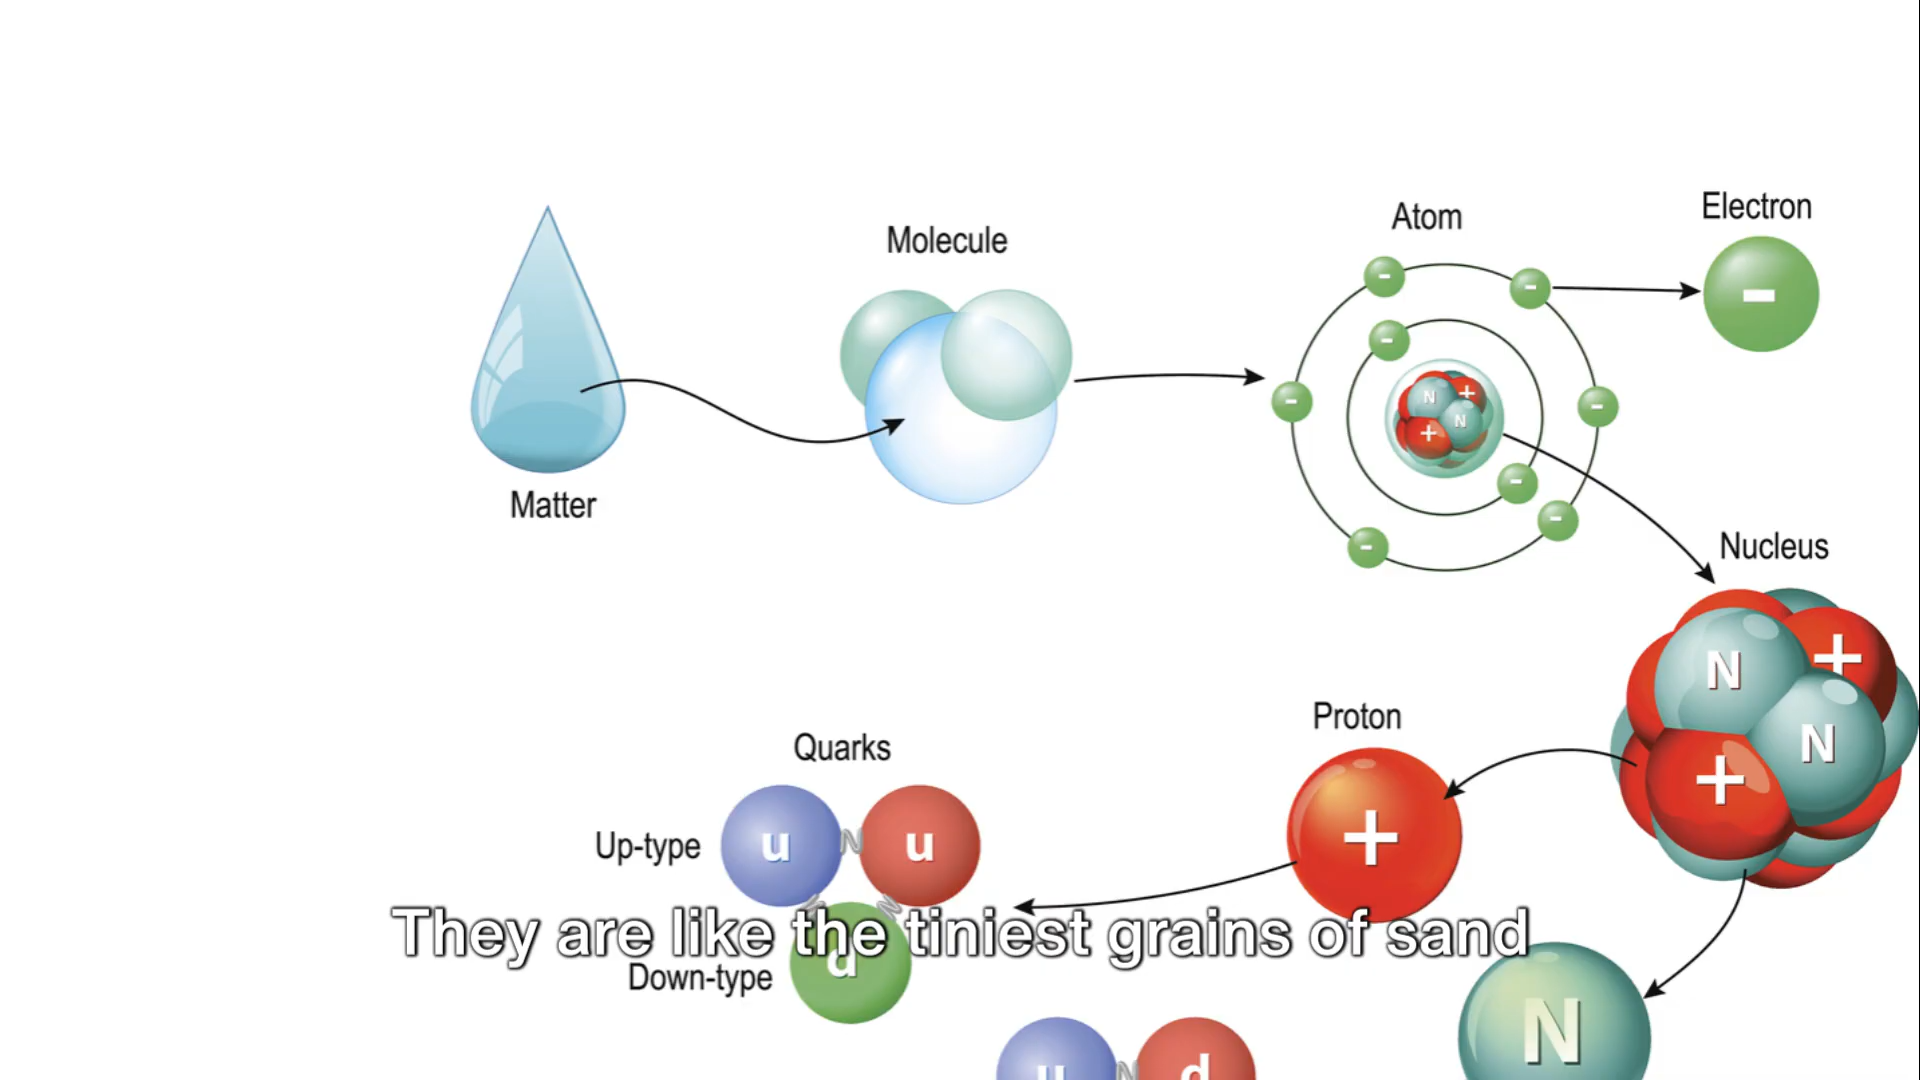 Electron
Atom
Molecule
-
-
-
-
-
-
-
-
-
N
+
N
+
Matter
Nucleus
N
+
N
+
Proton
+
Quarks
Up-type
u
N
u
They are like the tiniest grains of sand
Down-type
d
N
u
d